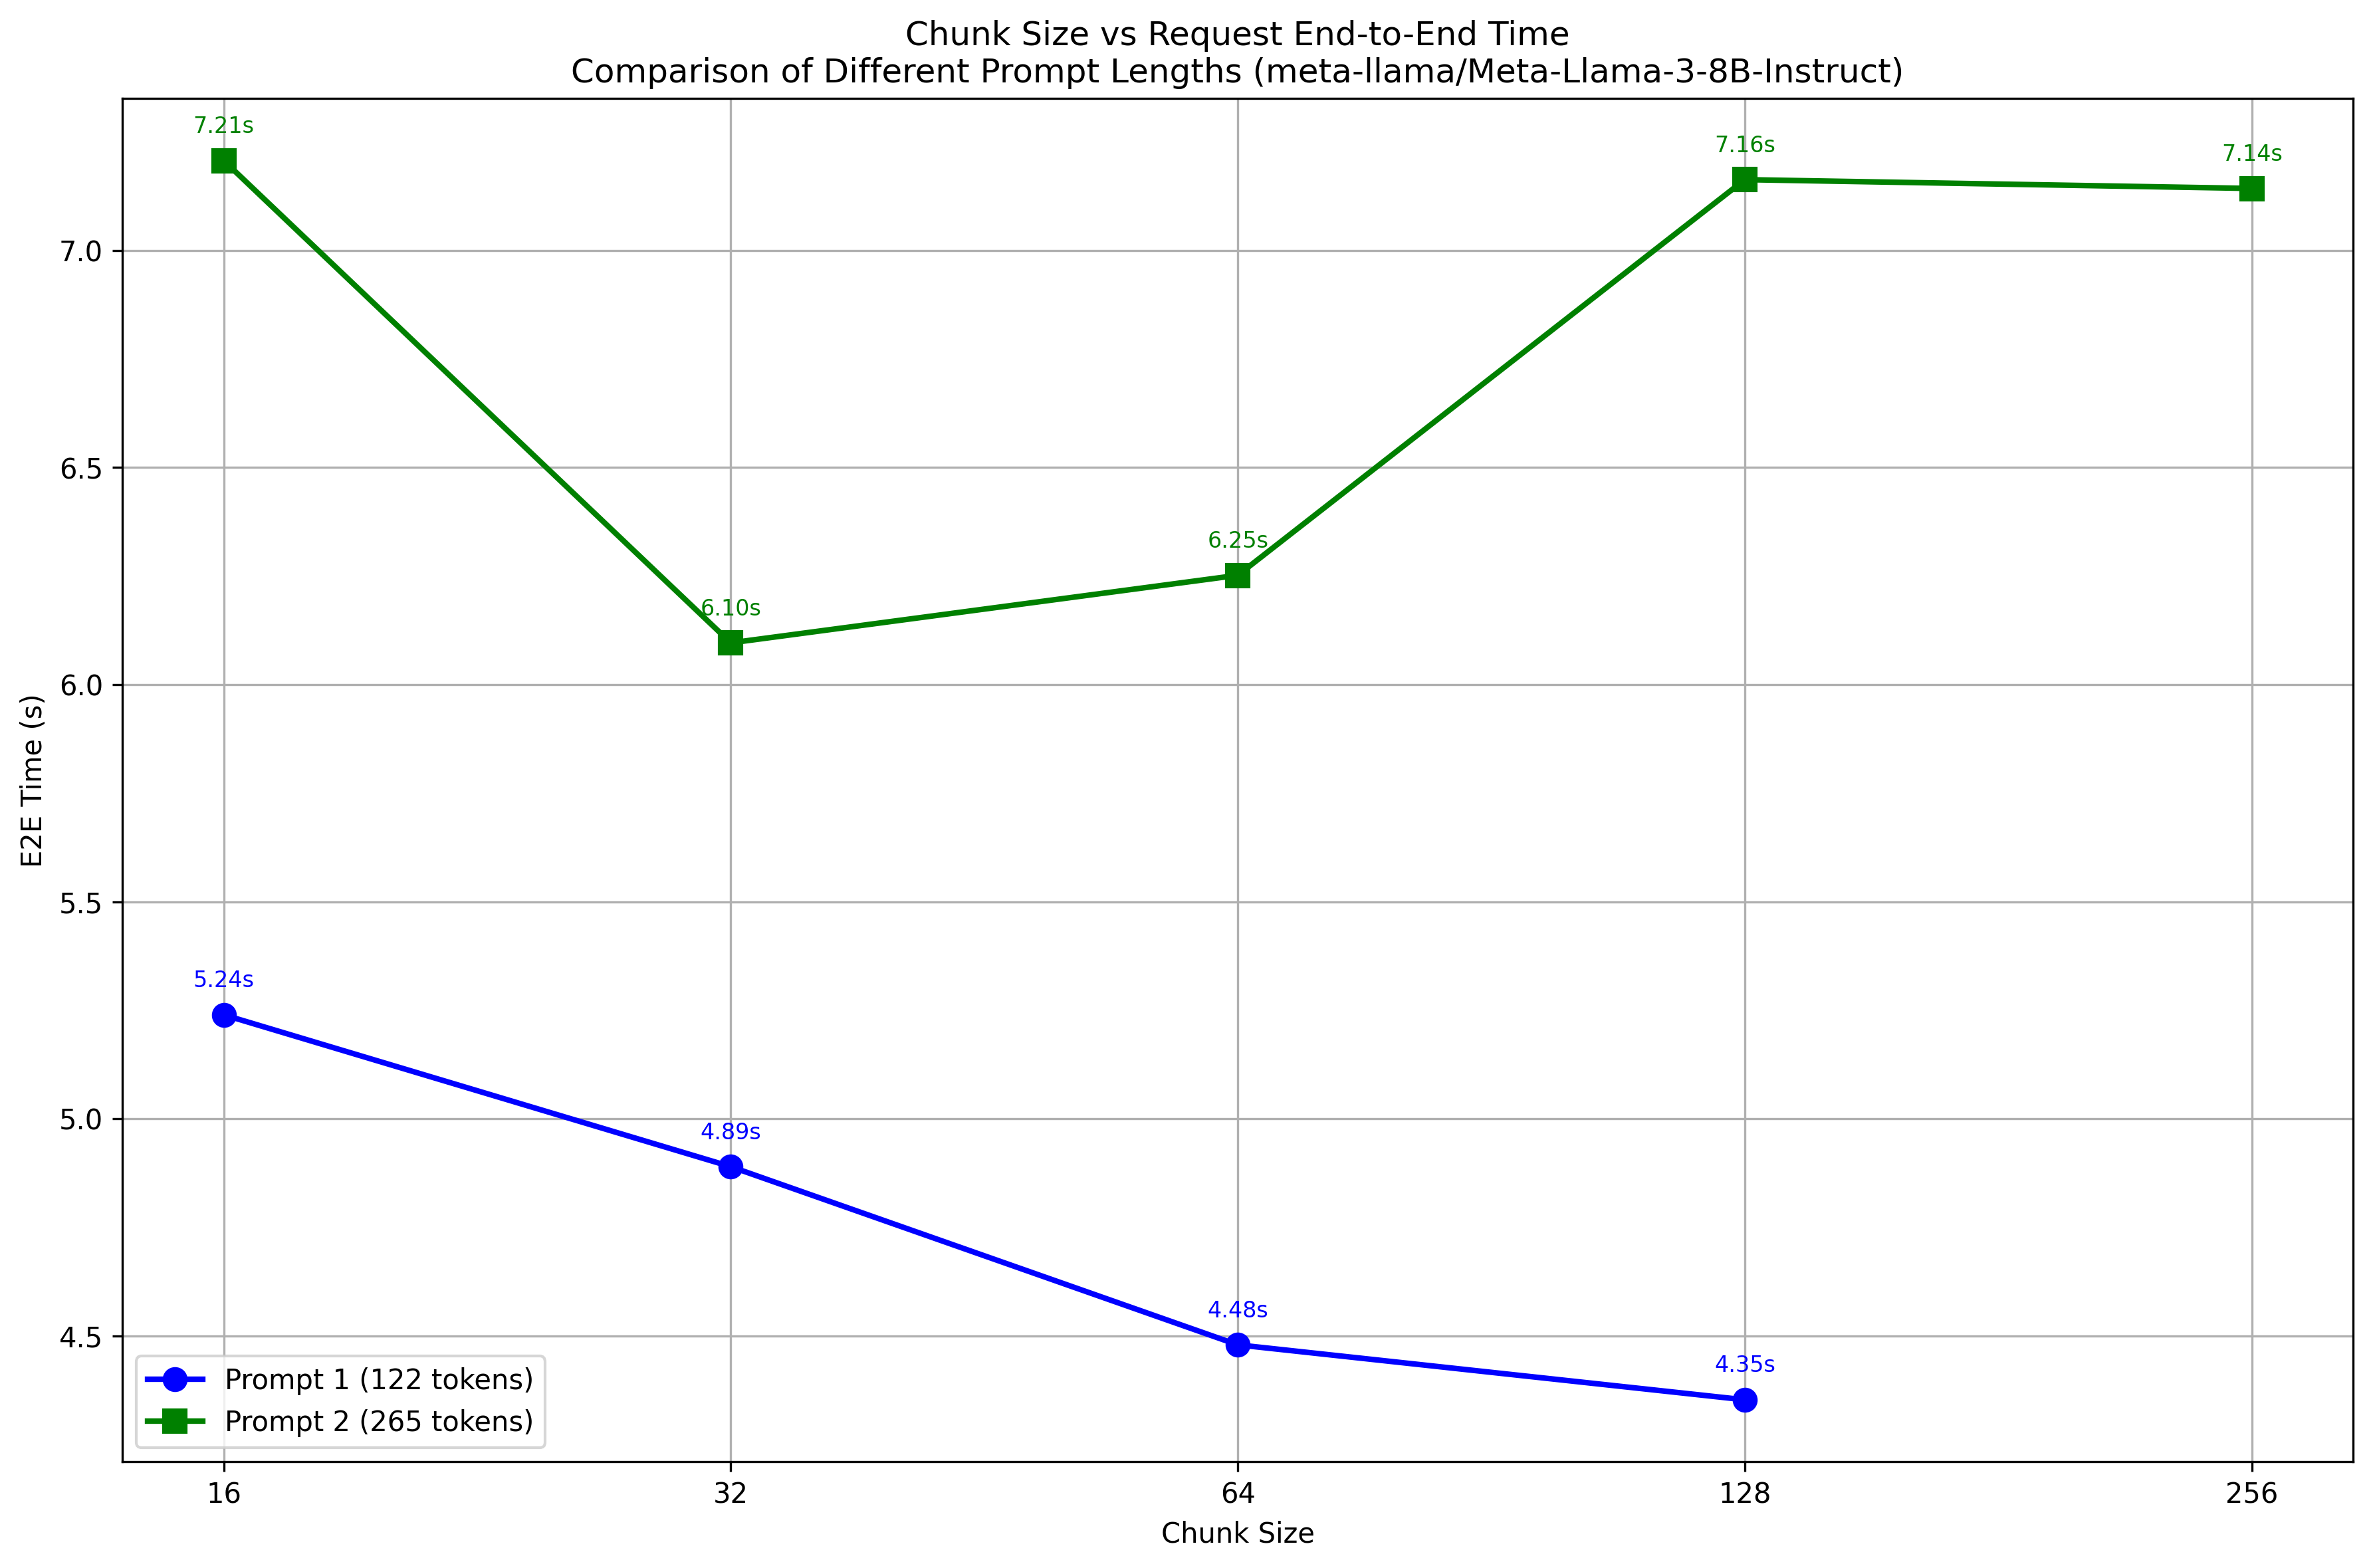 Chunk Size vs Request End-to-End Time
Comparison of Different Prompt Lengths (meta-llama/Meta-Llama-3-8B-Instruct)
7.21s
7.16s
7.14s
7.0
6.5
6.25s
6.10s
6.0
E2E Time (s)
5.5
5.24s
5.0
4.89s
4.48s
4.5
4.35s
Prompt 1 (122 tokens)
Prompt 2 (265 tokens)
16
32
64
128
256
Chunk Size